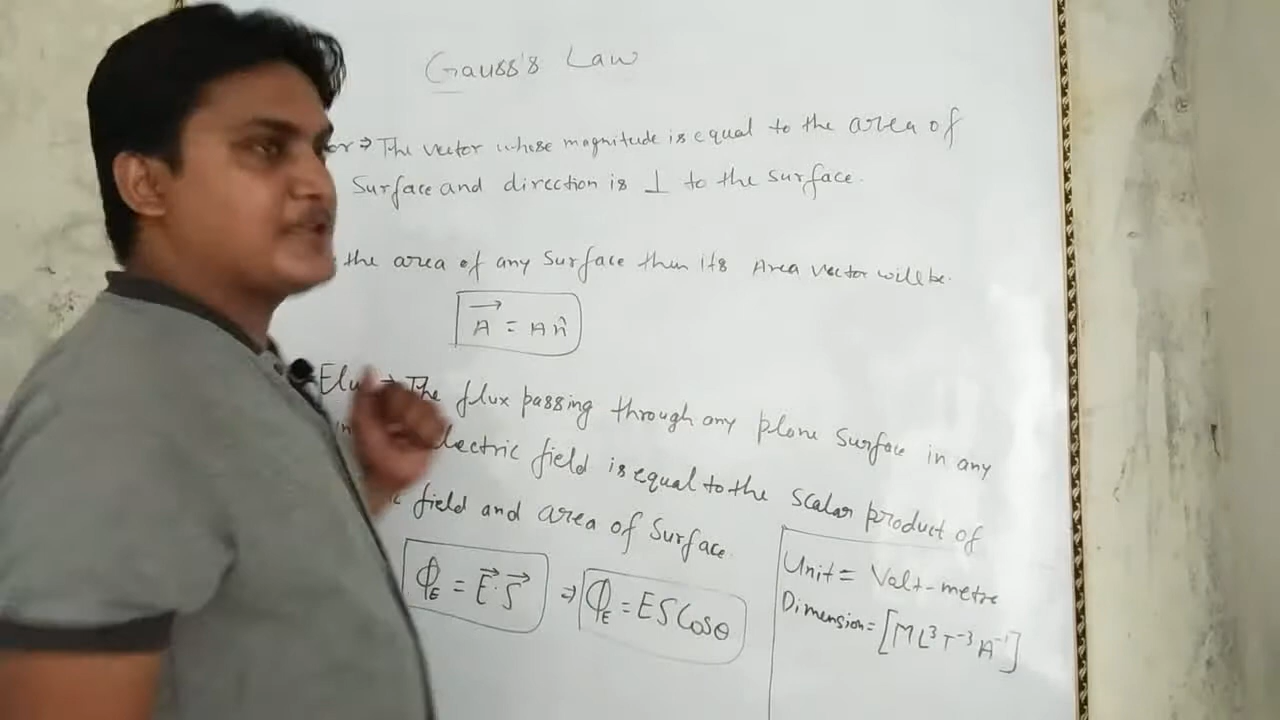 Gauss's Law
or ⇒ The vector whose magnitude is equal to the area of
Surface and direction is ⊥ to the surface.
the area of any Surface then its Area vector will be.
A⃗ = A n̂
Flu → The flux passing through any plane Surface in any
lectric field is equal to the scalar product of
c field and area of Surface.
Φ_E = E⃗·S⃗ ⇒ Φ_E = ES Cosθ
Unit = Valt-metre
Dimension = [M L³ T⁻³ A⁻¹]